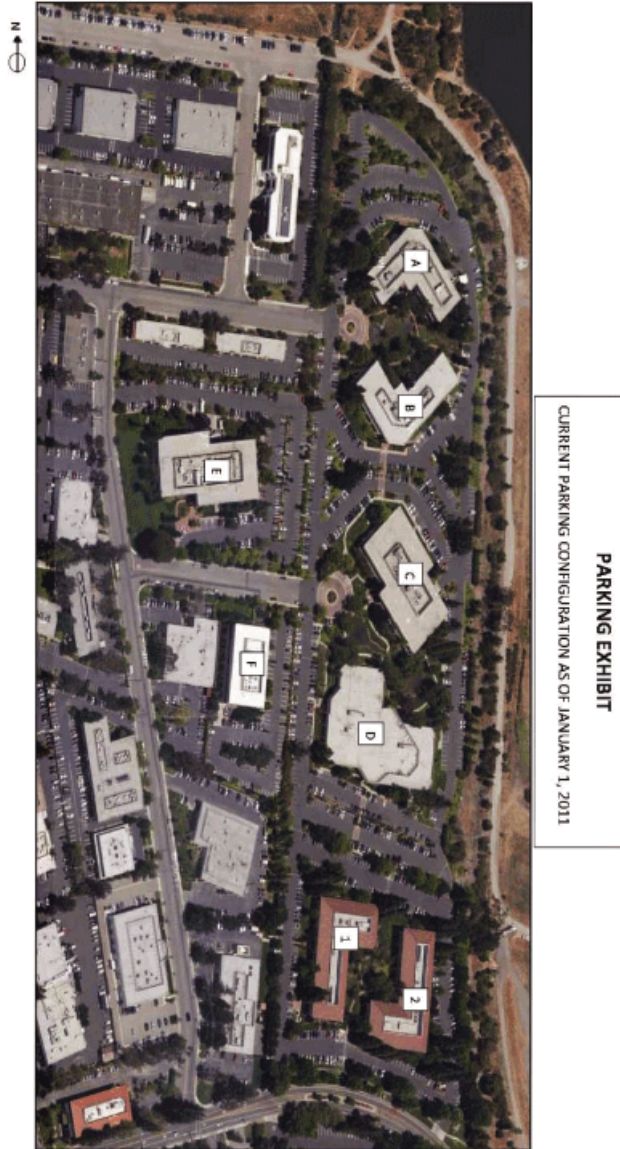 PARKING EXHIBIT
CURRENT PARKING CONFIGURATION AS OF JANUARY 1, 2011
N
A
B
C
D
E
F
1
2